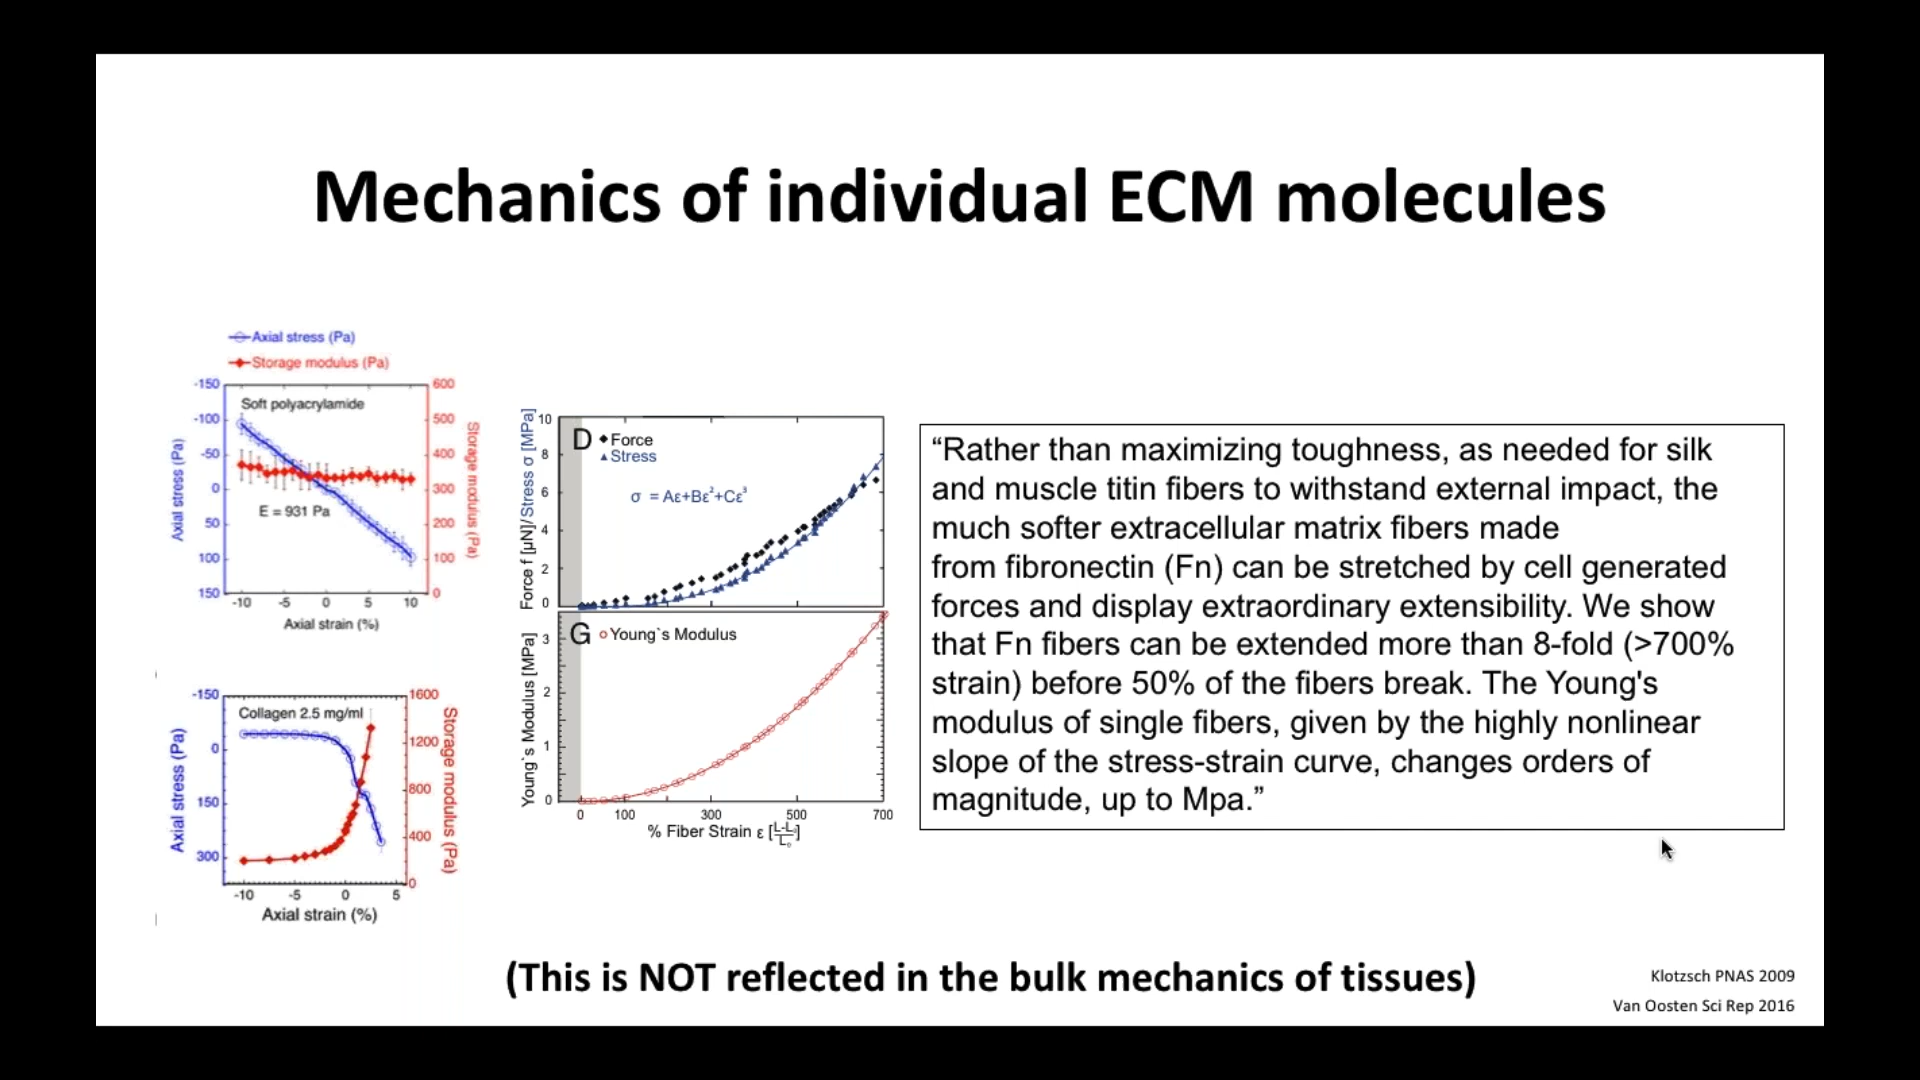 Mechanics of individual ECM molecules
Axial stress (Pa)
Storage modulus (Pa)
-150
-100
-50
0
50
100
150
Axial stress (Pa)
Soft polyacrylamide
E = 931 Pa
600
500
400
300
200
100
0
Storage modulus (Pa)
-10 -5 0 5 10
Axial strain (%)
-150
0
150
300
Axial stress (Pa)
Collagen 2.5 mg/ml
1600
1200
800
400
0
Storage modulus (Pa)
-10 -5 0 5
Axial strain (%)
Force f [μN]/Stress σ [MPa]
10
8
6
4
2
0
D
Force
Stress
σ = Aε+Bε²+Cε³
Young`s Modulus [MPa]
3
2
1
0
G
Young`s Modulus
0 100 300 500 700
% Fiber Strain ε [L-L₀/L₀]
“Rather than maximizing toughness, as needed for silk
and muscle titin fibers to withstand external impact, the
much softer extracellular matrix fibers made
from fibronectin (Fn) can be stretched by cell generated
forces and display extraordinary extensibility. We show
that Fn fibers can be extended more than 8-fold (>700%
strain) before 50% of the fibers break. The Young's
modulus of single fibers, given by the highly nonlinear
slope of the stress-strain curve, changes orders of
magnitude, up to Mpa.”
(This is NOT reflected in the bulk mechanics of tissues)
Klotzsch PNAS 2009
Van Oosten Sci Rep 2016